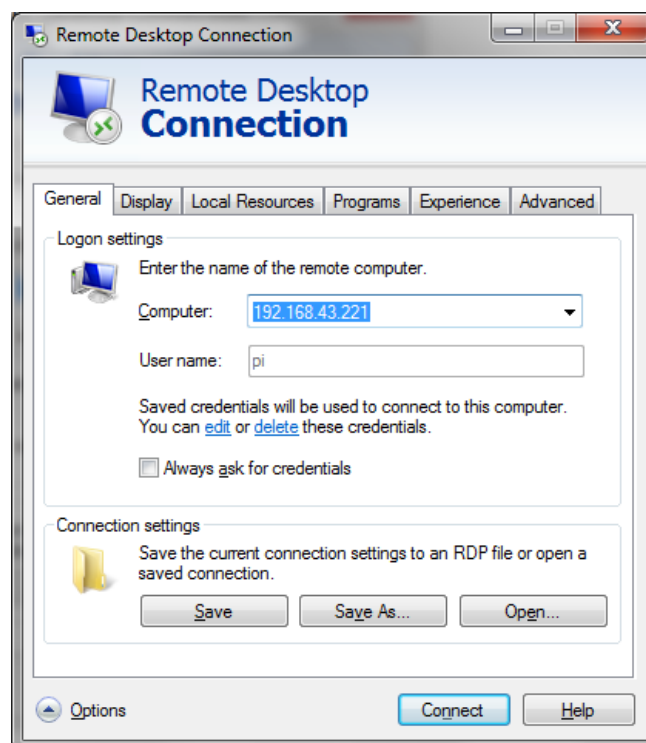 Remote Desktop Connection
Remote Desktop
Connection
General Display Local Resources Programs Experience Advanced
Logon settings
Enter the name of the remote computer.
Computer: 192.168.43.221
User name: pi
Saved credentials will be used to connect to this computer.
You can edit or delete these credentials.
Always ask for credentials
Connection settings
Save the current connection settings to an RDP file or open a
saved connection.
Save Save As... Open...
Options Connect Help